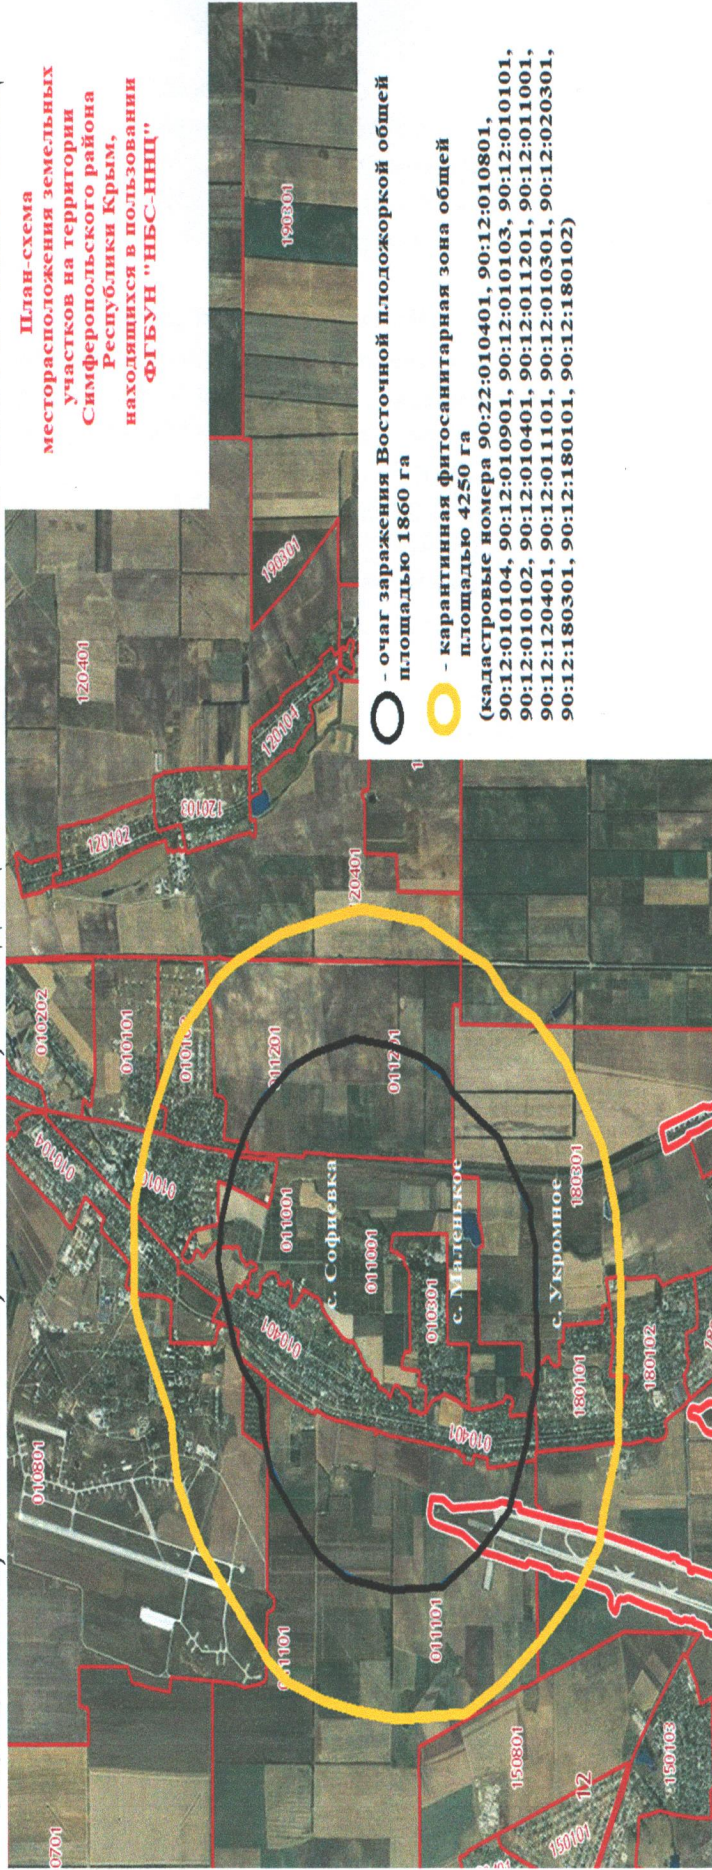 План-схема
месторасположения земельных
участков на территории
Симферопольского района
Республики Крым,
находящихся в пользовании
ФГБУН "НБС-ННЦ"
- очаг заражения Восточной плодожоркой общей
площадью 1860 га
- карантинная фитосанитарная зона общей
площадью 4250 га
(кадастровые номера 90:22:010401, 90:12:010801,
90:12:010104, 90:12:010901, 90:12:010103, 90:12:010101,
90:12:010102, 90:12:010401, 90:12:011201, 90:12:011001,
90:12:120401, 90:12:011101, 90:12:010301, 90:12:020301,
90:12:180301, 90:12:180101, 90:12:180102)
190301
190301
120401
120104
120103
120102
120401
010202
010101
010104
011201
011201
011001
с. Софиевка
011001
010301
с. Маленькое
с. Укромное
180301
010401
010401
180101
180102
010801
011101
011101
0701
150801
12
150101
150103